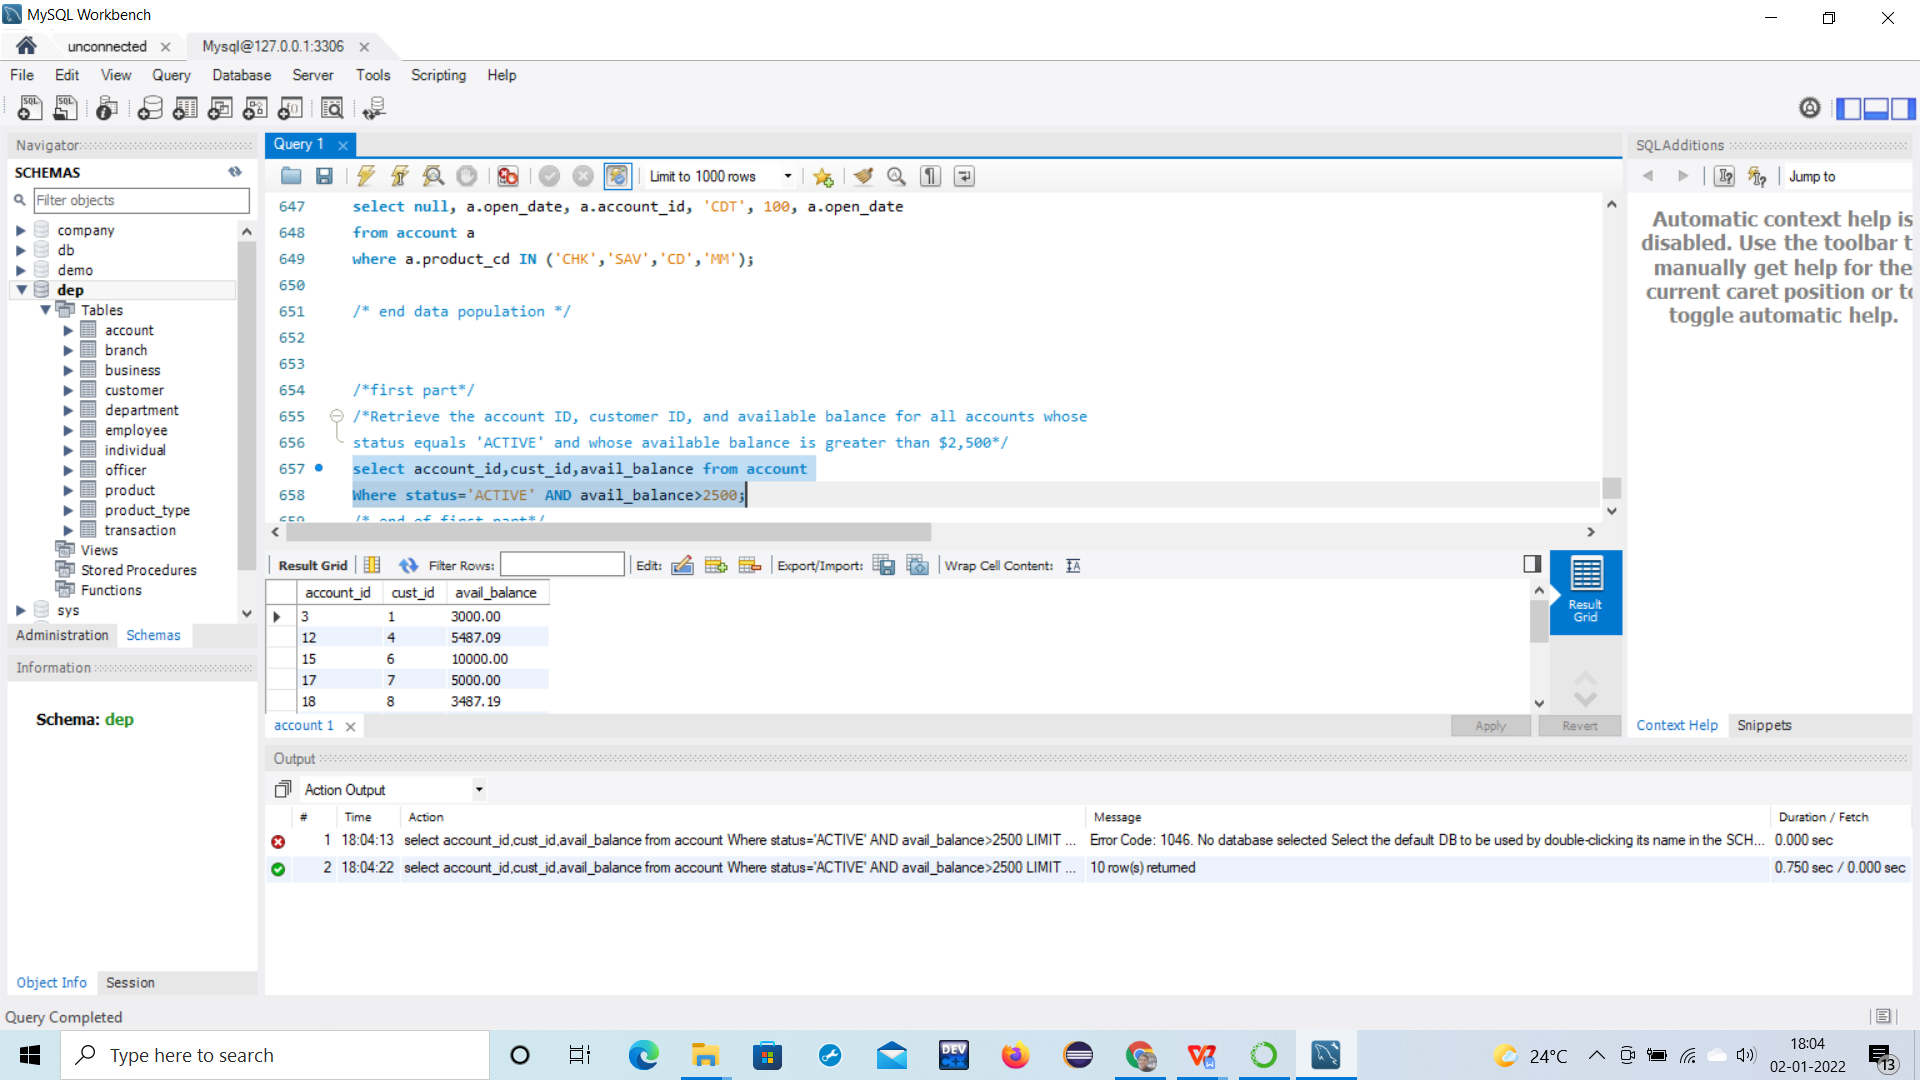 MySQL Workbench
unconnected
Mysql@127.0.0.1:3306
File Edit View Query Database Server Tools Scripting Help
Navigator
SCHEMAS
Filter objects
company
db
demo
dep
Tables
account
branch
business
customer
department
employee
individual
officer
product
product_type
transaction
Views
Stored Procedures
Functions
sys
Administration Schemas
Information
Schema: dep
Object Info Session
Query 1
Limit to 1000 rows
647 select null, a.open_date, a.account_id, 'CDT', 100, a.open_date
648 from account a
649 where a.product_cd IN ('CHK','SAV','CD','MM');
650
651 /* end data population */
652
653
654 /*first part*/
655 /*Retrieve the account ID, customer ID, and available balance for all accounts whose
656 status equals 'ACTIVE' and whose available balance is greater than $2,500*/
657 select account_id,cust_id,avail_balance from account
658 Where status='ACTIVE' AND avail_balance>2500;
659 /* end of first part*/
Result Grid Filter Rows: Edit: Export/Import: Wrap Cell Content:
account_id cust_id avail_balance
3 1 3000.00
12 4 5487.09
15 6 10000.00
17 7 5000.00
18 8 3487.19
Result
Grid
account 1
Apply Revert
SQLAdditions
Jump to
Automatic context help is
disabled. Use the toolbar t
manually get help for the
current caret position or to
toggle automatic help.
Context Help Snippets
Output
Action Output
# Time Action Message Duration / Fetch
1 18:04:13 select account_id,cust_id,avail_balance from account Where status='ACTIVE' AND avail_balance>2500 LIMIT ... Error Code: 1046. No database selected Select the default DB to be used by double-clicking its name in the SCH... 0.000 sec
2 18:04:22 select account_id,cust_id,avail_balance from account Where status='ACTIVE' AND avail_balance>2500 LIMIT ... 10 row(s) returned 0.750 sec / 0.000 sec
Query Completed
Type here to search
DEV
24°C
18:04
02-01-2022
13